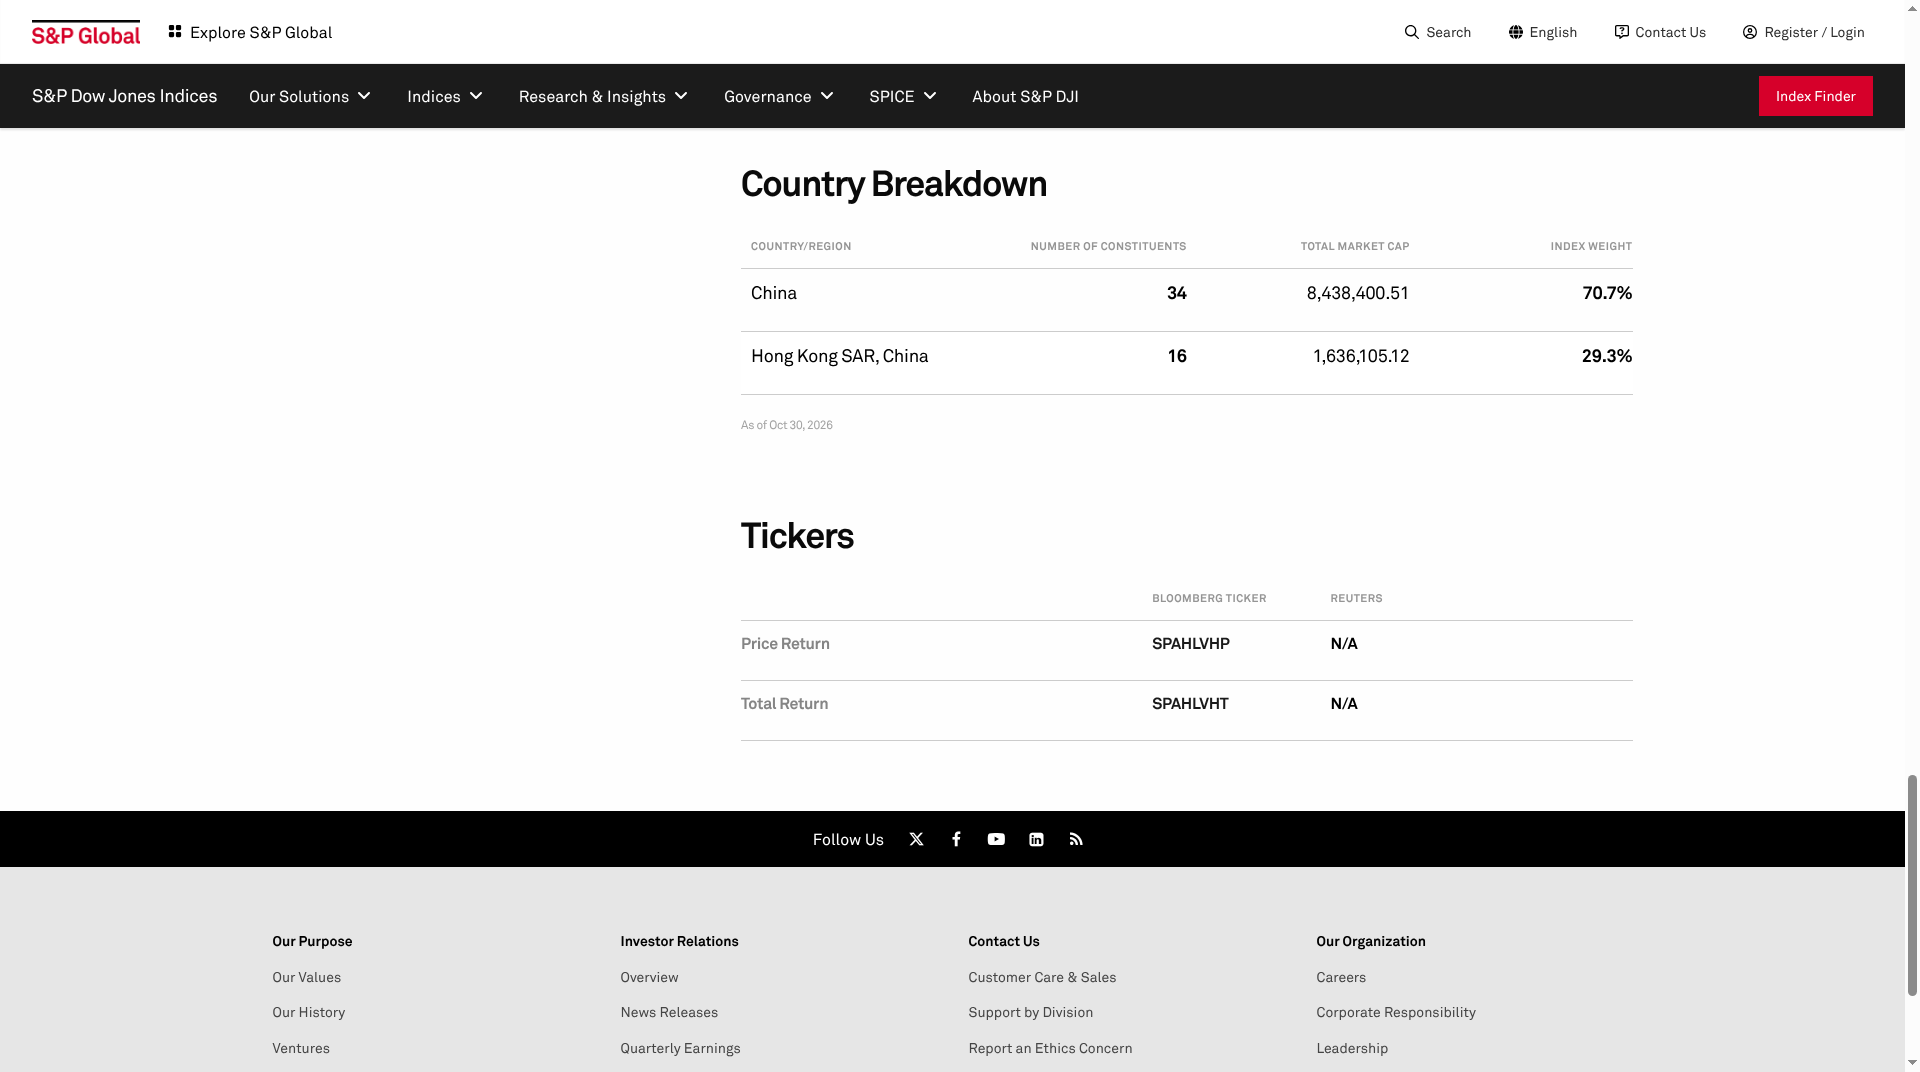 S&P Global
Explore S&P Global
Search
English
Contact Us
Register / Login
S&P Dow Jones Indices
Our Solutions
Indices
Research & Insights
Governance
SPICE
About S&P DJI
Index Finder
Country Breakdown
COUNTRY/REGION NUMBER OF CONSTITUENTS TOTAL MARKET CAP INDEX WEIGHT
China 34 8,438,400.51 70.7%
Hong Kong SAR, China 16 1,636,105.12 29.3%
As of Oct 30, 2026
Tickers
BLOOMBERG TICKER REUTERS
Price Return SPAHLVHP N/A
Total Return SPAHLVHT N/A
Follow Us
Our Purpose
Our Values
Our History
Ventures
Investor Relations
Overview
News Releases
Quarterly Earnings
Contact Us
Customer Care & Sales
Support by Division
Report an Ethics Concern
Our Organization
Careers
Corporate Responsibility
Leadership